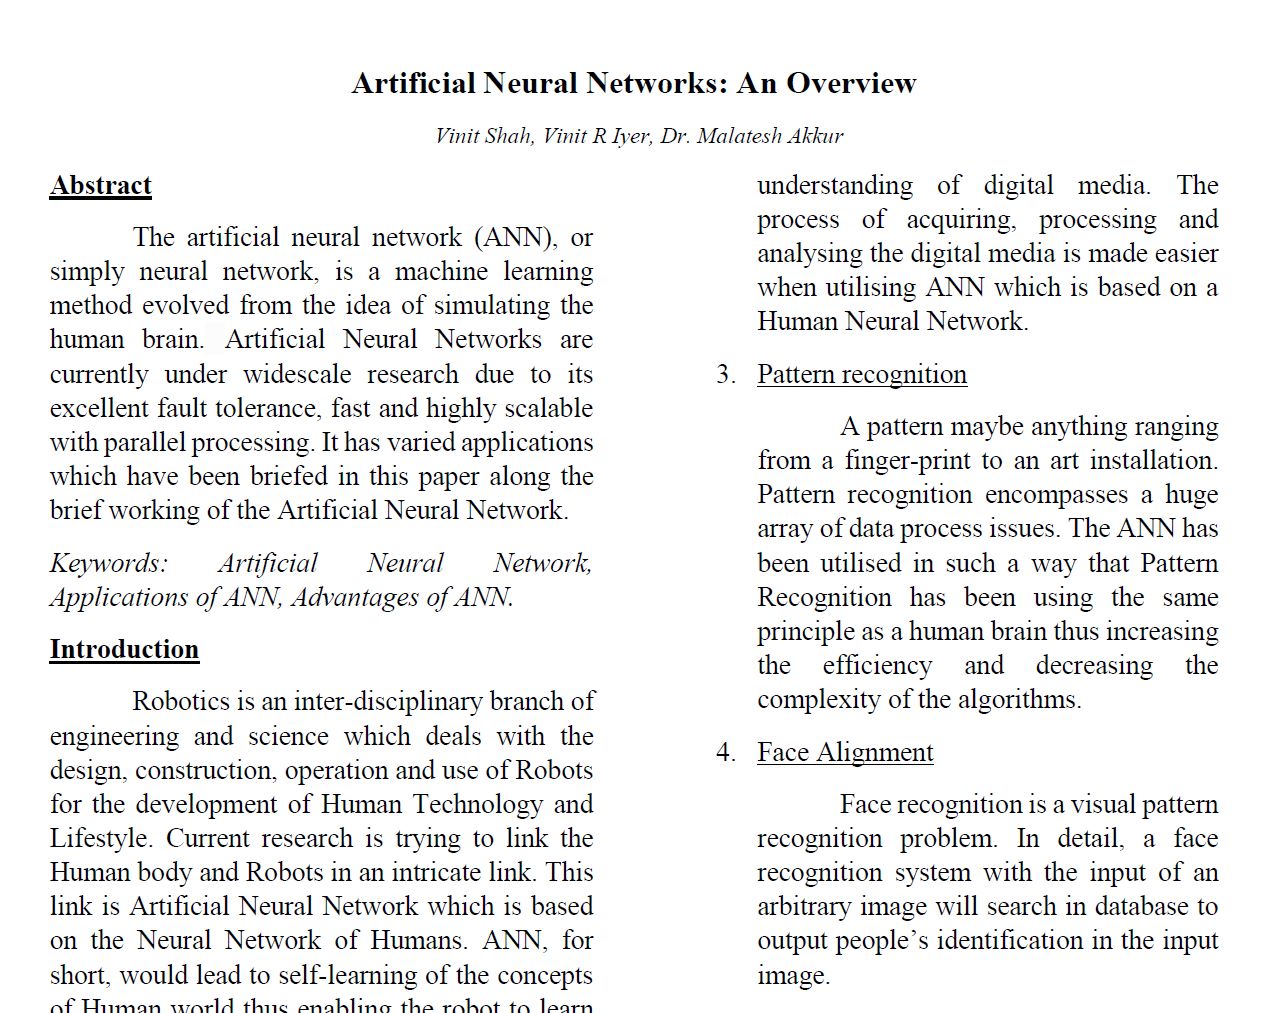 Artificial Neural Networks: An Overview
Vinit Shah, Vinit R Iyer, Dr. Malatesh Akkur
Abstract
The artificial neural network (ANN), or
simply neural network, is a machine learning
method evolved from the idea of simulating the
human brain. Artificial Neural Networks are
currently under widescale research due to its
excellent fault tolerance, fast and highly scalable
with parallel processing. It has varied applications
which have been briefed in this paper along the
brief working of the Artificial Neural Network.
Keywords: Artificial Neural Network,
Applications of ANN, Advantages of ANN.
Introduction
Robotics is an inter-disciplinary branch of
engineering and science which deals with the
design, construction, operation and use of Robots
for the development of Human Technology and
Lifestyle. Current research is trying to link the
Human body and Robots in an intricate link. This
link is Artificial Neural Network which is based
on the Neural Network of Humans. ANN, for
short, would lead to self-learning of the concepts
of Human world thus enabling the robot to learn
understanding of digital media. The
process of acquiring, processing and
analysing the digital media is made easier
when utilising ANN which is based on a
Human Neural Network.
3. Pattern recognition
A pattern maybe anything ranging
from a finger-print to an art installation.
Pattern recognition encompasses a huge
array of data process issues. The ANN has
been utilised in such a way that Pattern
Recognition has been using the same
principle as a human brain thus increasing
the efficiency and decreasing the
complexity of the algorithms.
4. Face Alignment
Face recognition is a visual pattern
recognition problem. In detail, a face
recognition system with the input of an
arbitrary image will search in database to
output people’s identification in the input
image.